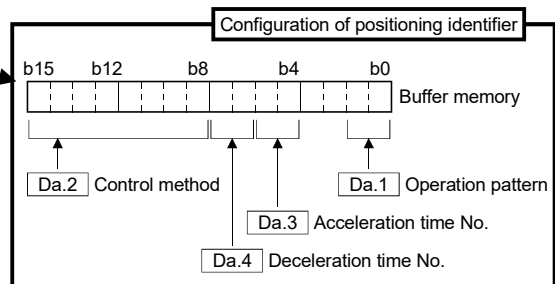 Configuration of positioning identifier
b15 b12 b8 b4 b0
Buffer memory
Da.2 Control method
Da.1 Operation pattern
Da.3 Acceleration time No.
Da.4 Deceleration time No.